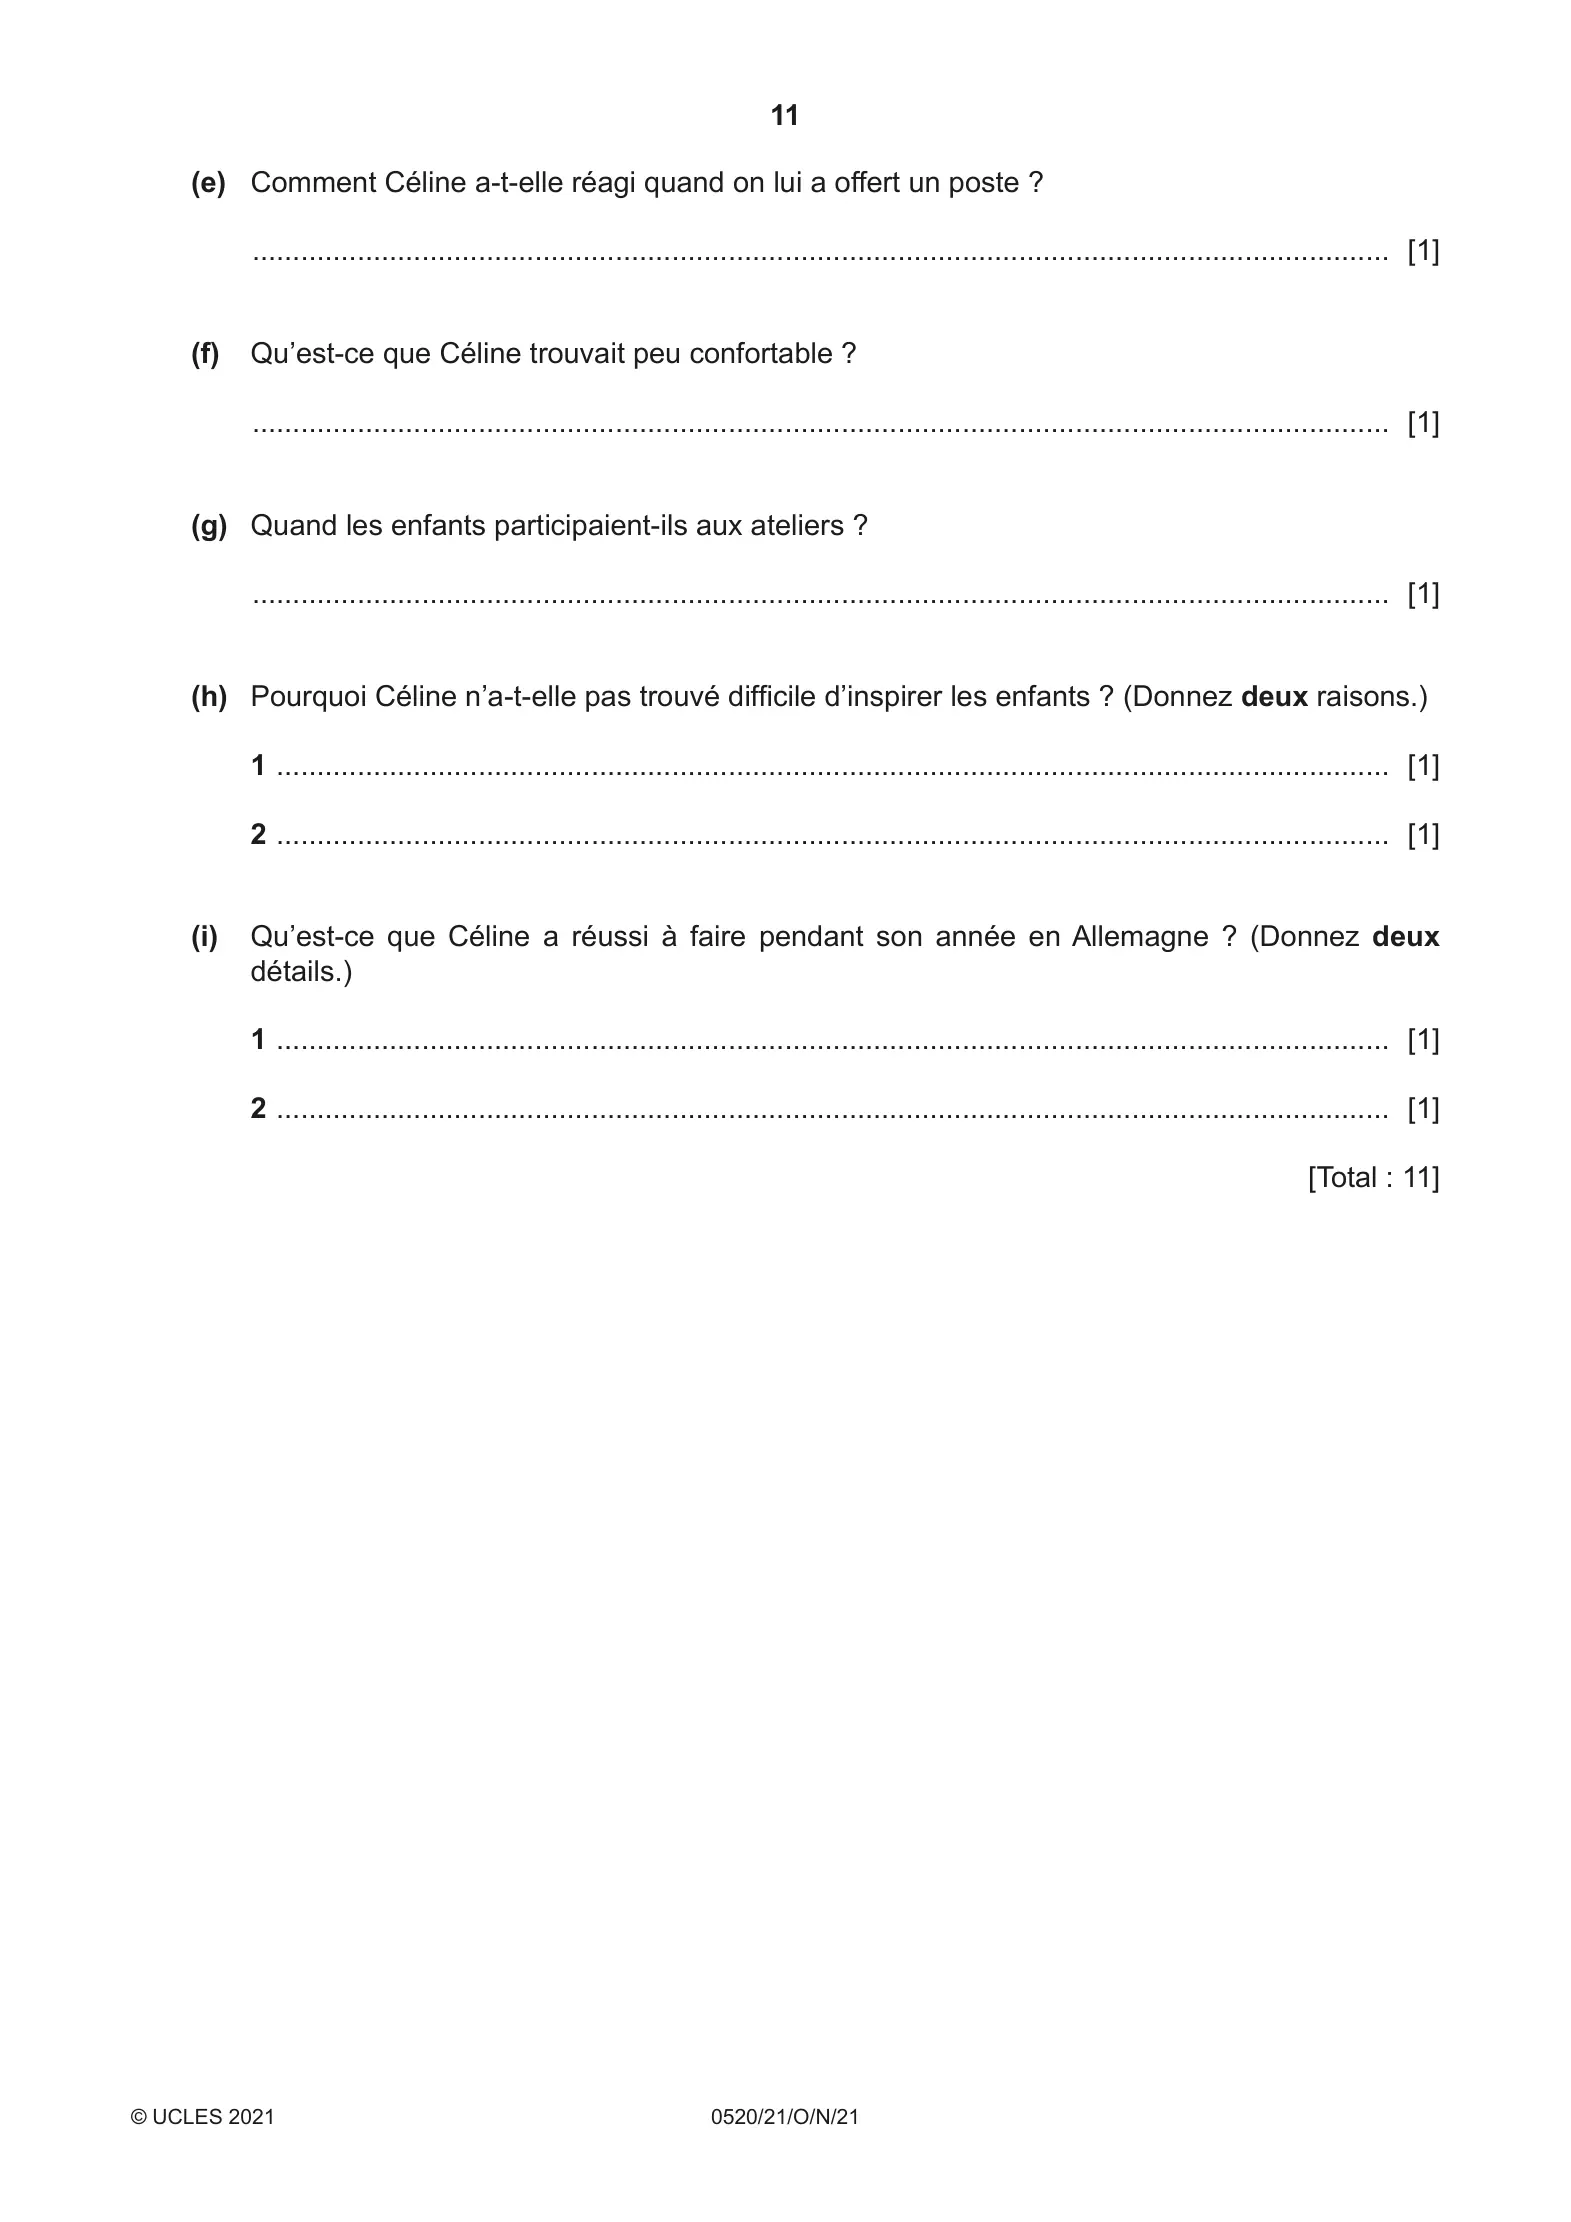 11
(e) Comment Céline a-t-elle réagi quand on lui a offert un poste ?
.......................................................................................................................................... [1]
(f) Qu’est-ce que Céline trouvait peu confortable ?
.......................................................................................................................................... [1]
(g) Quand les enfants participaient-ils aux ateliers ?
.......................................................................................................................................... [1]
(h) Pourquoi Céline n’a-t-elle pas trouvé difficile d’inspirer les enfants ? (Donnez deux raisons.)
1 ....................................................................................................................................... [1]
2 ....................................................................................................................................... [1]
(i) Qu’est-ce que Céline a réussi à faire pendant son année en Allemagne ? (Donnez deux
détails.)
1 ....................................................................................................................................... [1]
2 ....................................................................................................................................... [1]
[Total : 11]
© UCLES 2021 0520/21/O/N/21